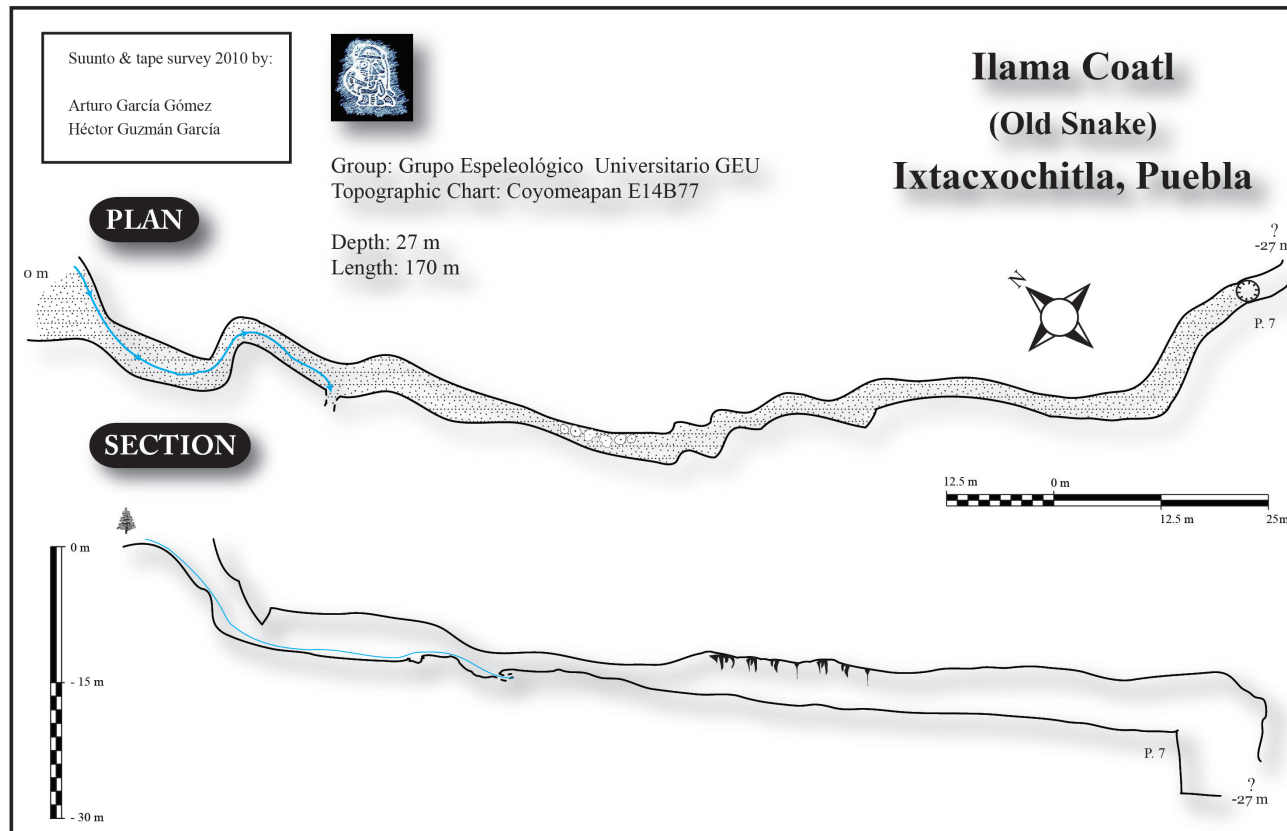 Suunto & tape survey 2010 by:
Arturo García Gómez
Héctor Guzmán García
Group: Grupo Espeleológico Universitario GEU
Topographic Chart: Coyomeapan E14B77
Depth: 27 m
Length: 170 m
Ilama Coatl
(Old Snake)
Ixtacxochitla, Puebla
PLAN
0 m
?
-27 m
P. 7
N
SECTION
12.5 m
0 m
12.5 m
25m
0 m
- 15 m
- 30 m
P. 7
?
-27 m